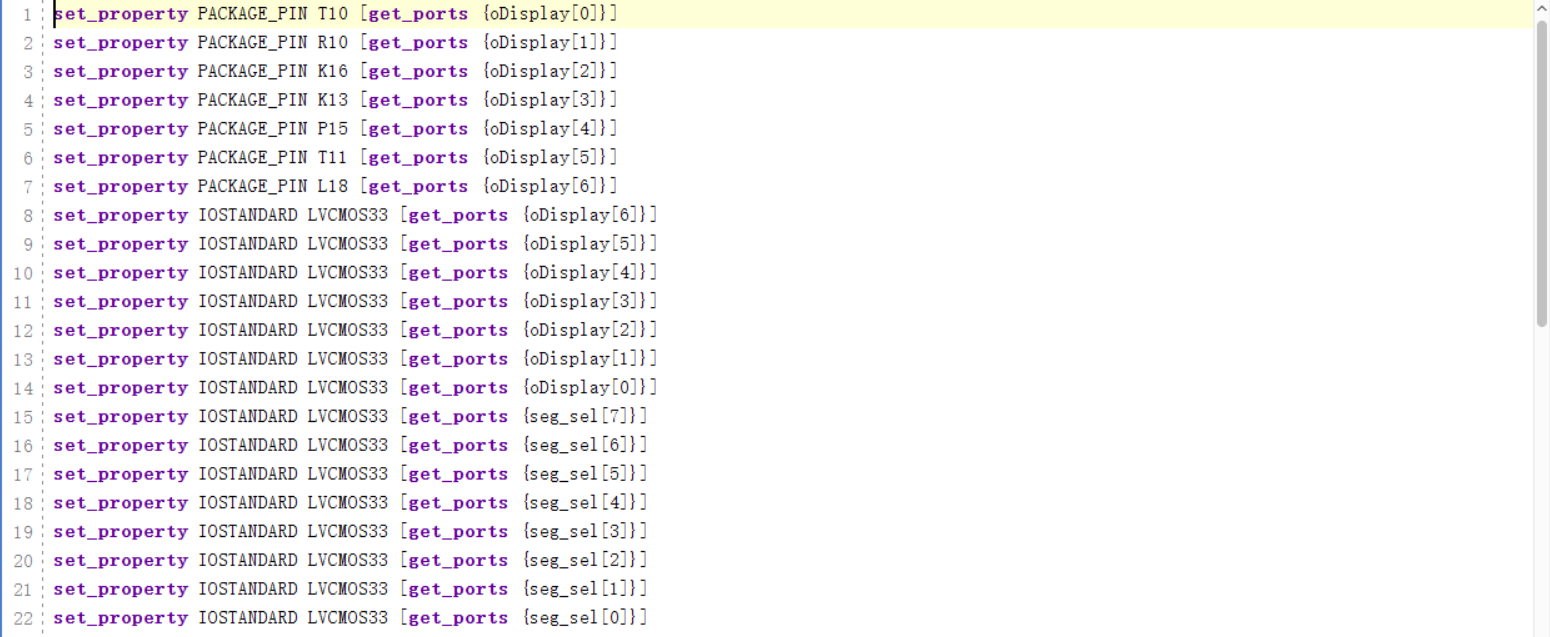 1 set_property PACKAGE_PIN T10 [get_ports {oDisplay[0]}]
2 set_property PACKAGE_PIN R10 [get_ports {oDisplay[1]}]
3 set_property PACKAGE_PIN K16 [get_ports {oDisplay[2]}]
4 set_property PACKAGE_PIN K13 [get_ports {oDisplay[3]}]
5 set_property PACKAGE_PIN P15 [get_ports {oDisplay[4]}]
6 set_property PACKAGE_PIN T11 [get_ports {oDisplay[5]}]
7 set_property PACKAGE_PIN L18 [get_ports {oDisplay[6]}]
8 set_property IOSTANDARD LVCMOS33 [get_ports {oDisplay[6]}]
9 set_property IOSTANDARD LVCMOS33 [get_ports {oDisplay[5]}]
10 set_property IOSTANDARD LVCMOS33 [get_ports {oDisplay[4]}]
11 set_property IOSTANDARD LVCMOS33 [get_ports {oDisplay[3]}]
12 set_property IOSTANDARD LVCMOS33 [get_ports {oDisplay[2]}]
13 set_property IOSTANDARD LVCMOS33 [get_ports {oDisplay[1]}]
14 set_property IOSTANDARD LVCMOS33 [get_ports {oDisplay[0]}]
15 set_property IOSTANDARD LVCMOS33 [get_ports {seg_sel[7]}]
16 set_property IOSTANDARD LVCMOS33 [get_ports {seg_sel[6]}]
17 set_property IOSTANDARD LVCMOS33 [get_ports {seg_sel[5]}]
18 set_property IOSTANDARD LVCMOS33 [get_ports {seg_sel[4]}]
19 set_property IOSTANDARD LVCMOS33 [get_ports {seg_sel[3]}]
20 set_property IOSTANDARD LVCMOS33 [get_ports {seg_sel[2]}]
21 set_property IOSTANDARD LVCMOS33 [get_ports {seg_sel[1]}]
22 set_property IOSTANDARD LVCMOS33 [get_ports {seg_sel[0]}]